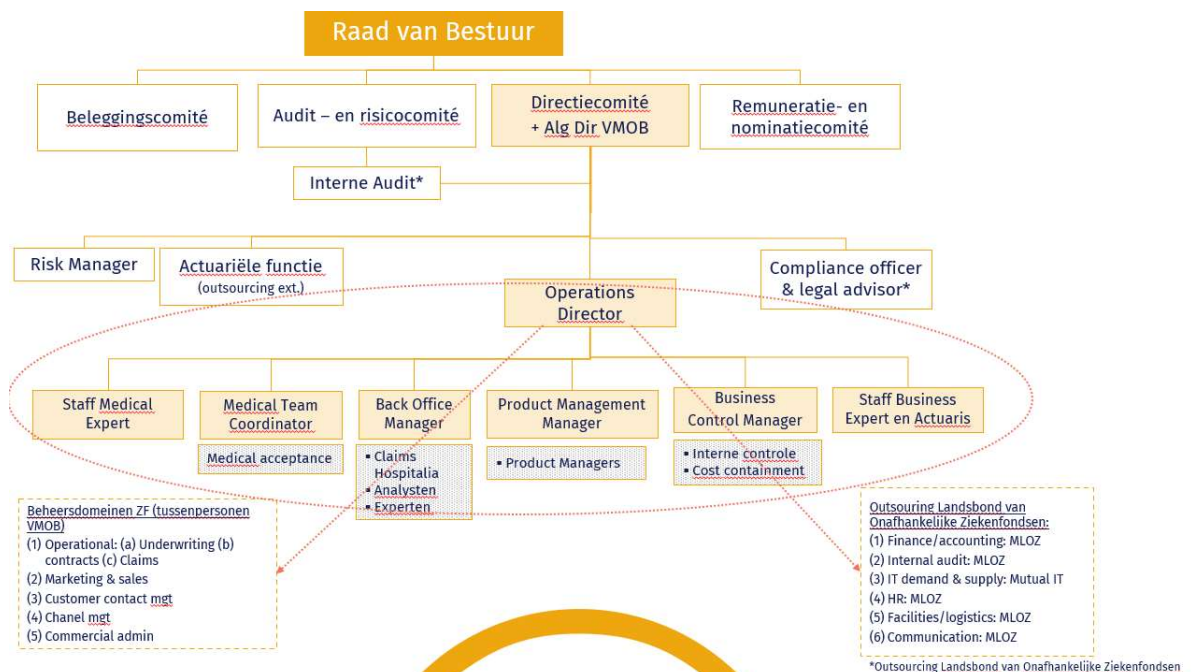 Raad van Bestuur
Beleggingscomité
Audit – en risicocomité
Directiecomité
+ Alg Dir VMOB
Remuneratie- en
nominatiecomité
Interne Audit*
Risk Manager
Actuariële functie
(outsourcing ext.)
Compliance officer
& legal advisor*
Operations
Director
Staff Medical
Expert
Medical Team
Coordinator
Back Office
Manager
Product Management
Manager
Business
Control Manager
Staff Business
Expert en Actuaris
Medical acceptance
▪ Claims
Hospitalia
▪ Analysten
▪ Experten
▪ Product Managers
▪ Interne controle
▪ Cost containment
Beheersdomeinen ZF (tussenpersonen
VMOB)
(1) Operational: (a) Underwriting (b)
contracts (c) Claims
(2) Marketing & sales
(3) Customer contact mgt
(4) Chanel mgt
(5) Commercial admin
Outsouring Landsbond van
Onafhankelijke Ziekenfondsen:
(1) Finance/accounting: MLOZ
(2) Internal audit: MLOZ
(3) IT demand & supply: Mutual IT
(4) HR: MLOZ
(5) Facilities/logistics: MLOZ
(6) Communication: MLOZ
*Outsourcing Landsbond van Onafhankelijke Ziekenfondsen